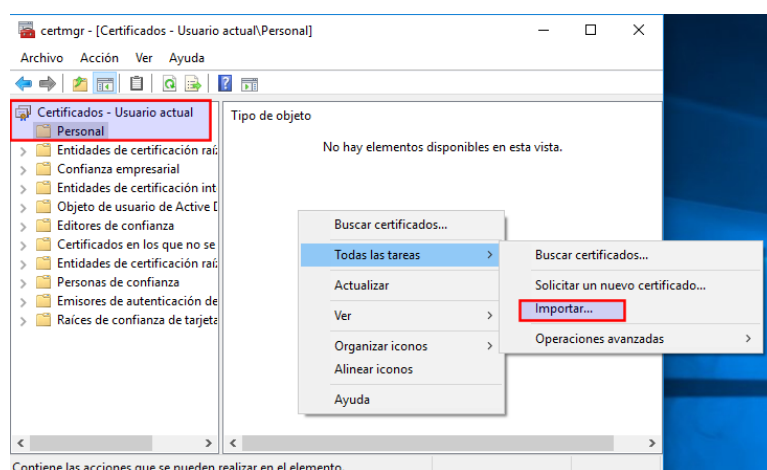 certmgr - [Certificados - Usuario actual\Personal]
Archivo Acción Ver Ayuda
Certificados - Usuario actual
Personal
Entidades de certificación raí
Confianza empresarial
Entidades de certificación int
Objeto de usuario de Active
Editores de confianza
Certificados en los que no se
Entidades de certificación raí
Personas de confianza
Emisores de autenticación de
Raíces de confianza de tarjeta
Tipo de objeto
No hay elementos disponibles en esta vista.
Buscar certificados...
Todas las tareas
Actualizar
Ver
Organizar iconos
Alinear iconos
Ayuda
Buscar certificados...
Solicitar un nuevo certificado...
Importar...
Operaciones avanzadas
Contiene las acciones que se pueden realizar en el elemento.